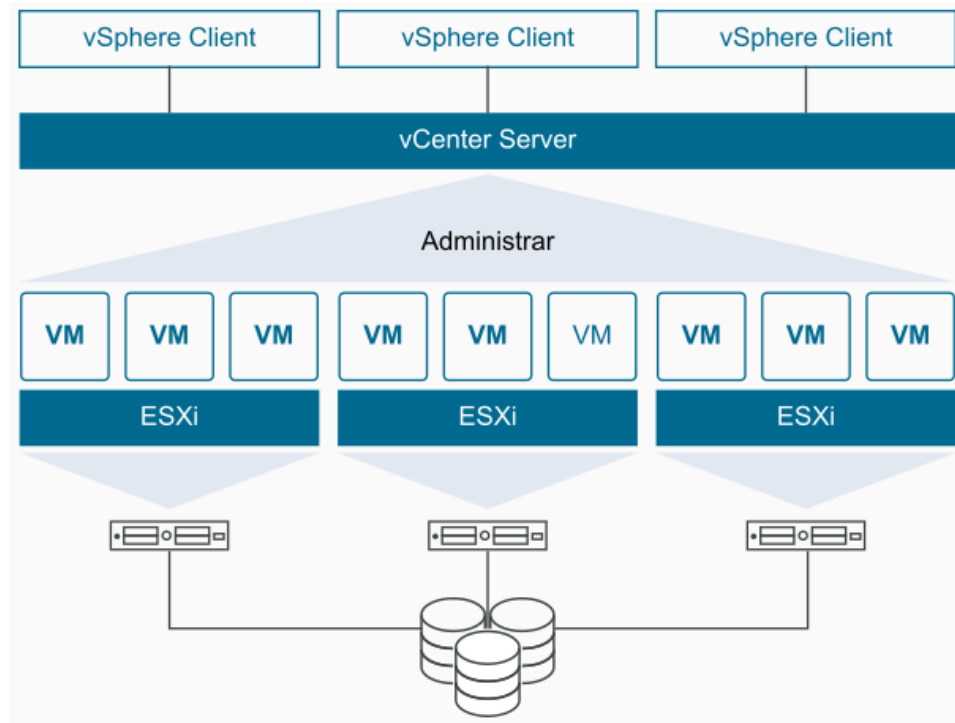 vSphere Client
vSphere Client
vSphere Client
vCenter Server
Administrar
VM
VM
VM
VM
VM
VM
VM
VM
VM
ESXi
ESXi
ESXi